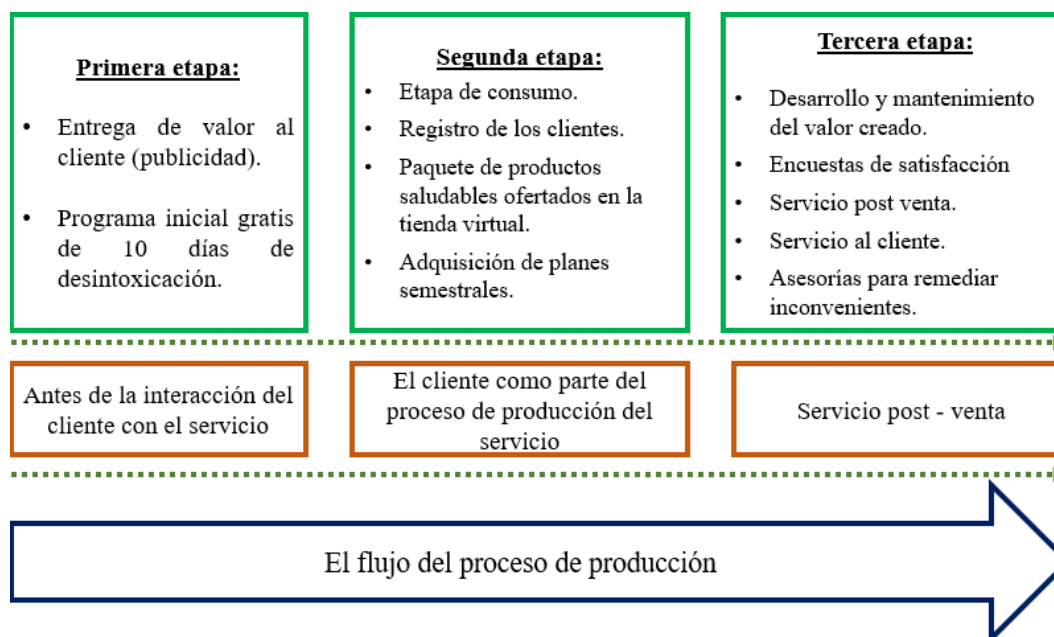 Primera etapa:
• Entrega de valor al
cliente (publicidad).
• Programa inicial gratis
de 10 días de
desintoxicación.
Segunda etapa:
• Etapa de consumo.
• Registro de los clientes.
• Paquete de productos
saludables ofertados en la
tienda virtual.
• Adquisición de planes
semestrales.
Tercera etapa:
• Desarrollo y mantenimiento
del valor creado.
• Encuestas de satisfacción
• Servicio post venta.
• Servicio al cliente.
• Asesorías para remediar
inconvenientes.
Antes de la interacción del
cliente con el servicio
El cliente como parte del
proceso de producción del
servicio
Servicio post - venta
El flujo del proceso de producción